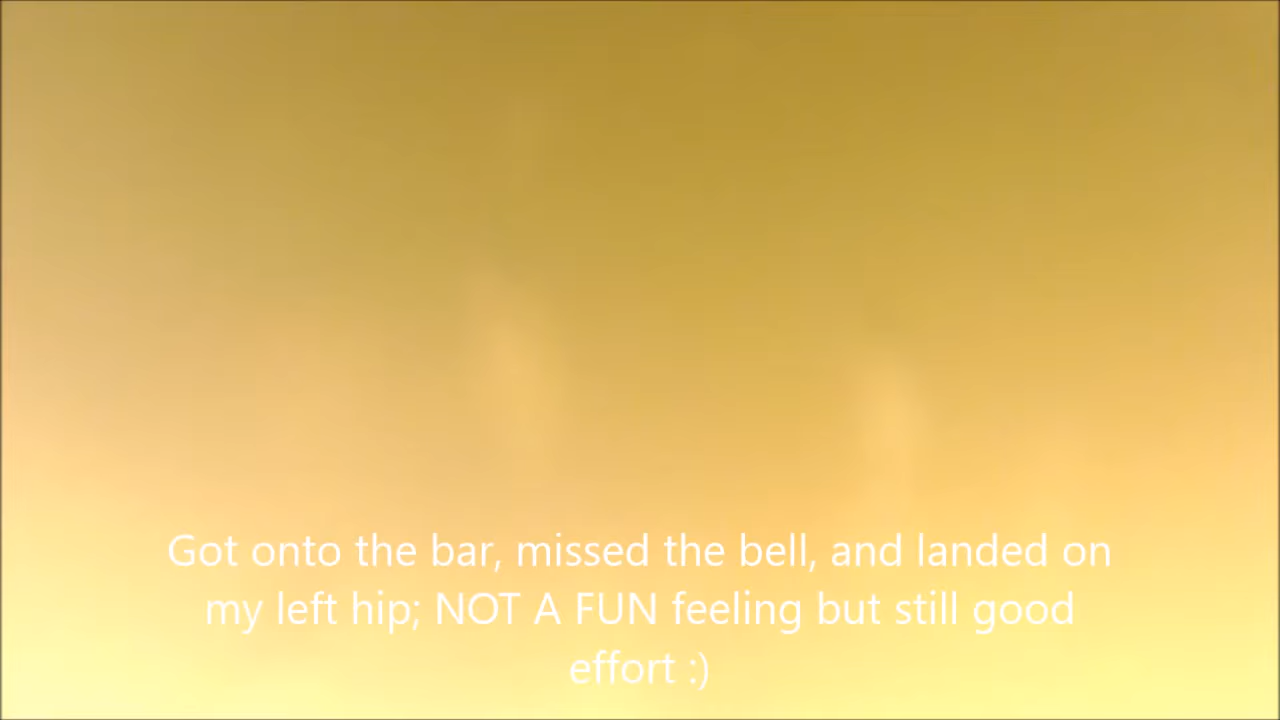 Got onto the bar, missed the bell, and landed on
my left hip; NOT A FUN feeling but still good
effort :)